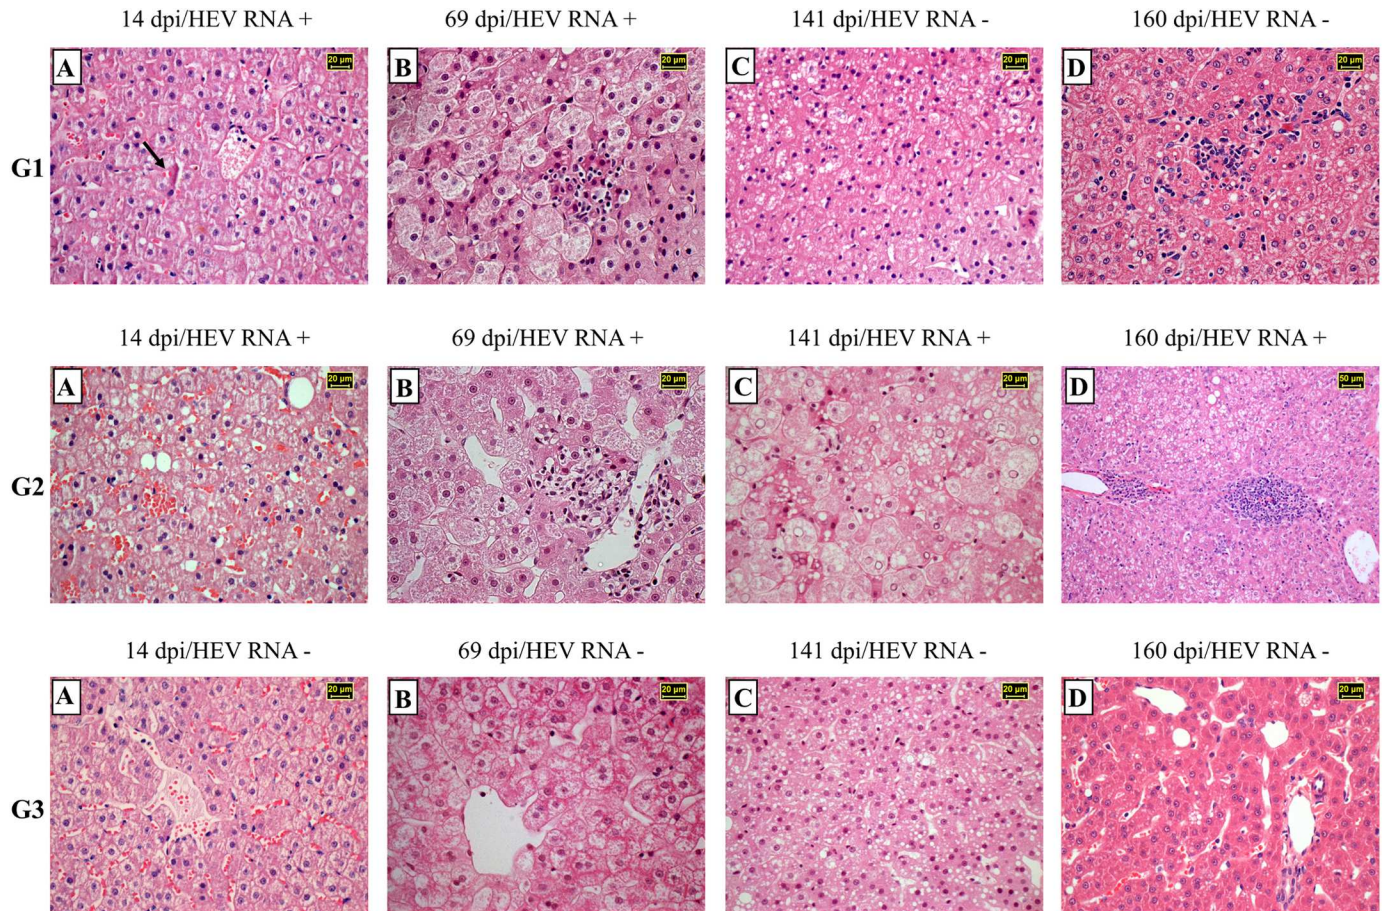 14 dpi/HEV RNA + 69 dpi/HEV RNA + 141 dpi/HEV RNA - 160 dpi/HEV RNA -
A 20 µm B 20 µm C 20 µm D 20 µm
G1
14 dpi/HEV RNA + 69 dpi/HEV RNA + 141 dpi/HEV RNA + 160 dpi/HEV RNA +
A 20 µm B 20 µm C 20 µm D 50 µm
G2
14 dpi/HEV RNA - 69 dpi/HEV RNA - 141 dpi/HEV RNA - 160 dpi/HEV RNA -
A 20 µm B 20 µm C 20 µm D 20 µm
G3